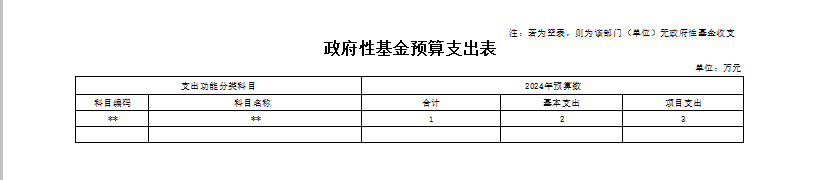 注：若为空表，则为该部门（单位）无政府性基金收支
政府性基金预算支出表
单位：万元
支出功能分类科目 2024年预算数
科目编码 科目名称 合计 基本支出 项目支出
** ** 1 2 3